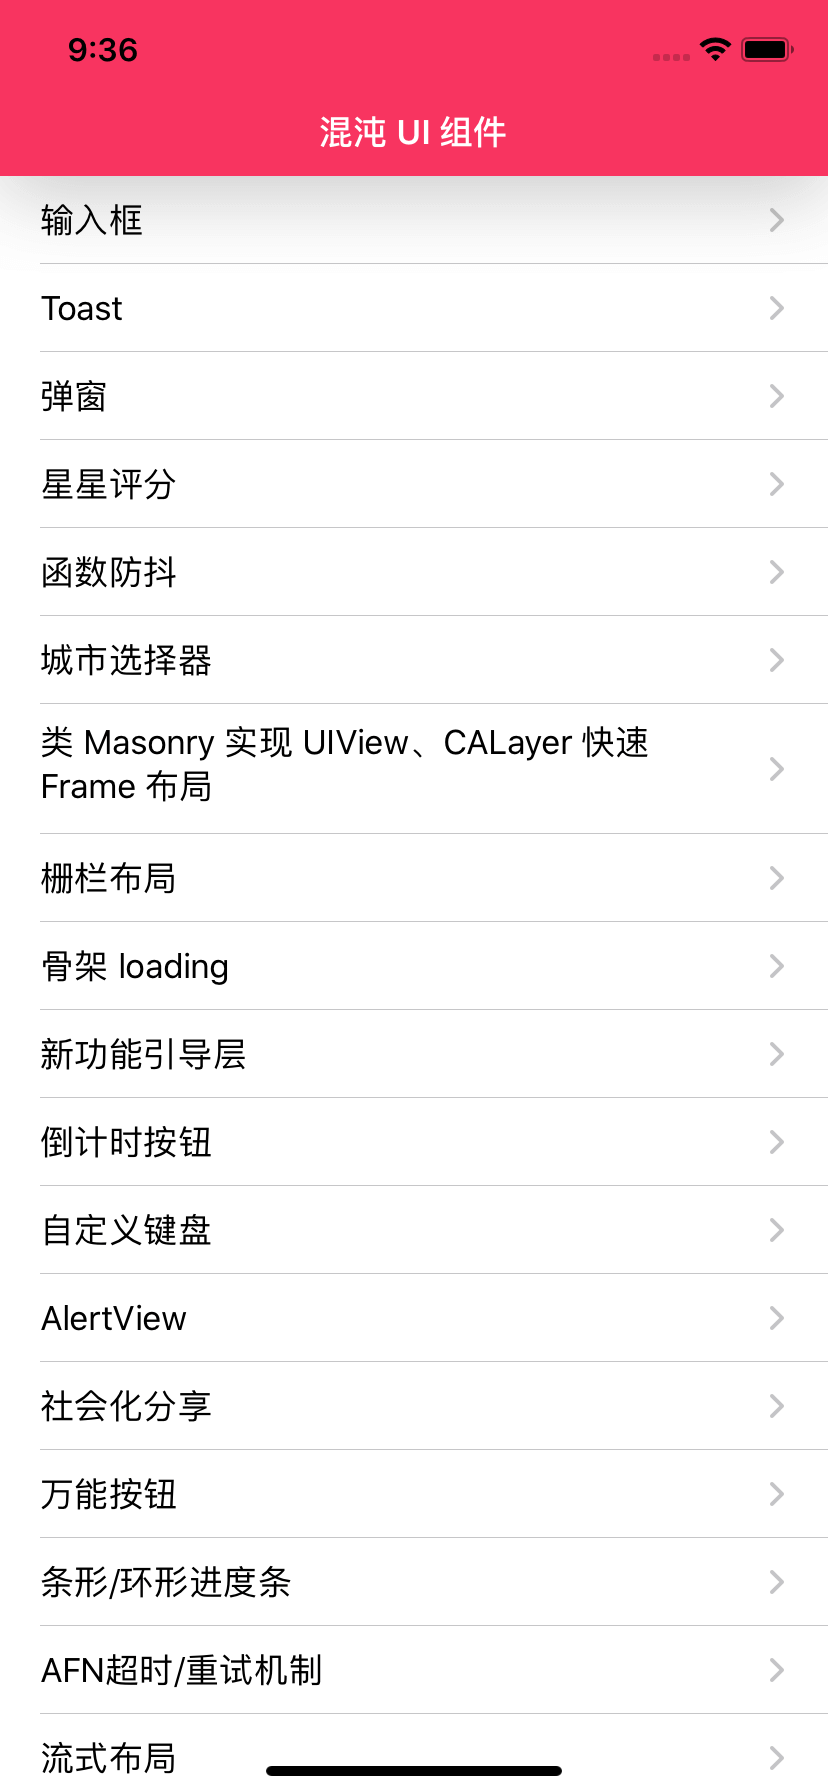 9:36
混沌 UI 组件
输入框
Toast
弹窗
星星评分
函数防抖
城市选择器
类 Masonry 实现 UIView、CALayer 快速
Frame 布局
栅栏布局
骨架 loading
新功能引导层
倒计时按钮
自定义键盘
AlertView
社会化分享
万能按钮
条形/环形进度条
AFN超时/重试机制
流式布局